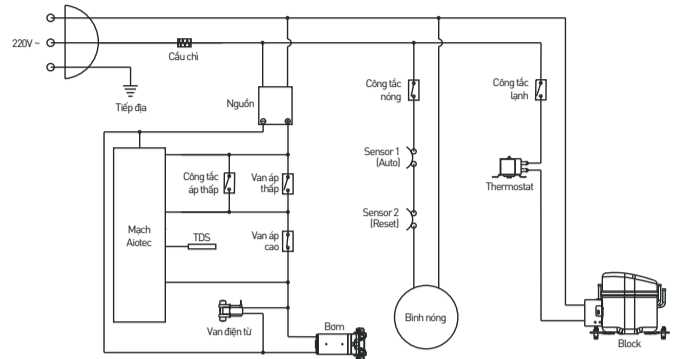 220V ~
Cầu chì
Tiếp địa
Nguồn
Công tắc
nóng
Công tắc
lạnh
Sensor 1
(Auto)
Thermostat
Công tắc
áp thấp
Van áp
thấp
Sensor 2
(Reset)
Mạch
Aiotec
TDS
Van áp
cao
Van điện từ
Bơm
Bình nóng
Block